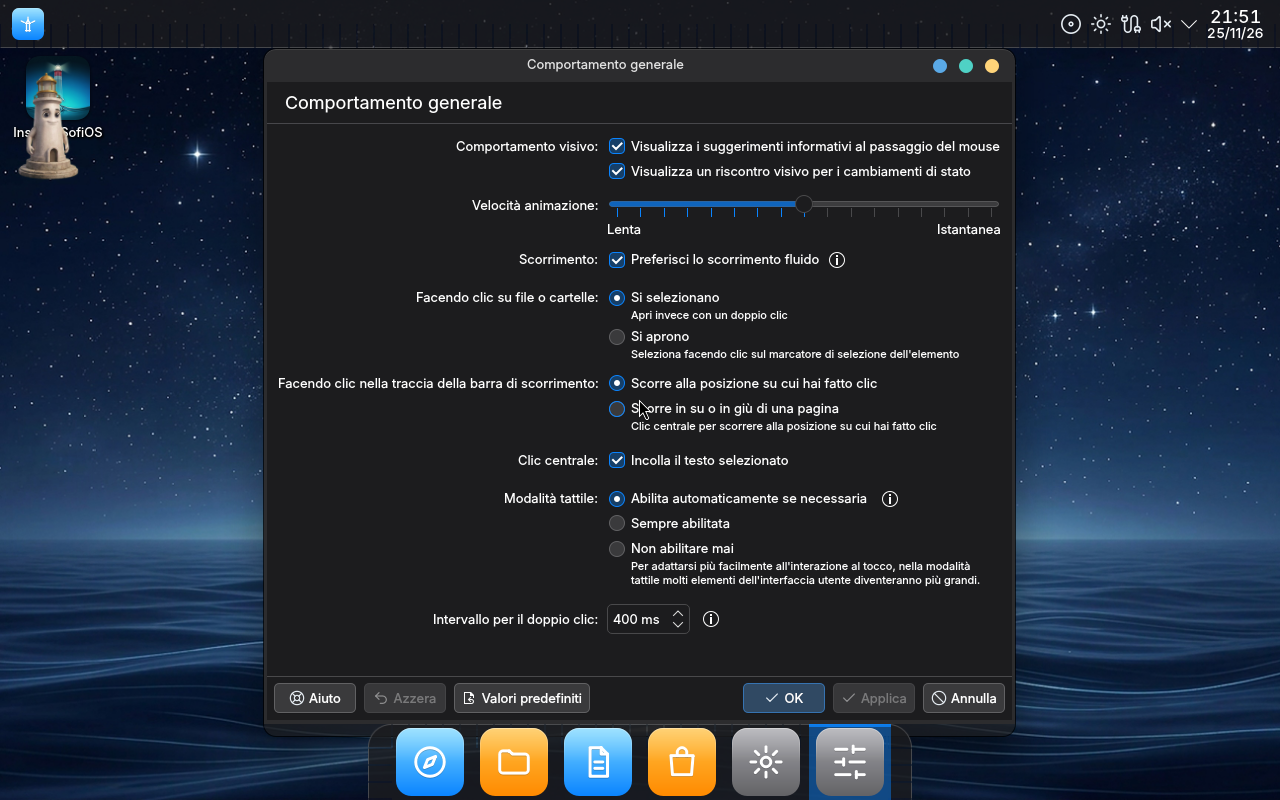 21:51
25/11/26
Comportamento generale
SofiOS
Comportamento generale
Comportamento visivo:
Visualizza i suggerimenti informativi al passaggio del mouse
Visualizza un riscontro visivo per i cambiamenti di stato
Velocità animazione:
Lenta
Istantanea
Scorrimento:
Preferisci lo scorrimento fluido
Facendo clic su file o cartelle:
Si selezionano
Apri invece con un doppio clic
Si aprono
Seleziona facendo clic sul marcatore di selezione dell'elemento
Facendo clic nella traccia della barra di scorrimento:
Scorre alla posizione su cui hai fatto clic
Scorre in su o in giù di una pagina
Clic centrale per scorrere alla posizione su cui hai fatto clic
Clic centrale:
Incolla il testo selezionato
Modalità tattile:
Abilita automaticamente se necessaria
Sempre abilitata
Non abilitare mai
Per adattarsi più facilmente all'interazione al tocco, nella modalità
tattile molti elementi dell'interfaccia utente diventeranno più grandi.
Intervallo per il doppio clic:
400 ms
Aiuto
Azzera
Valori predefiniti
OK
Applica
Annulla